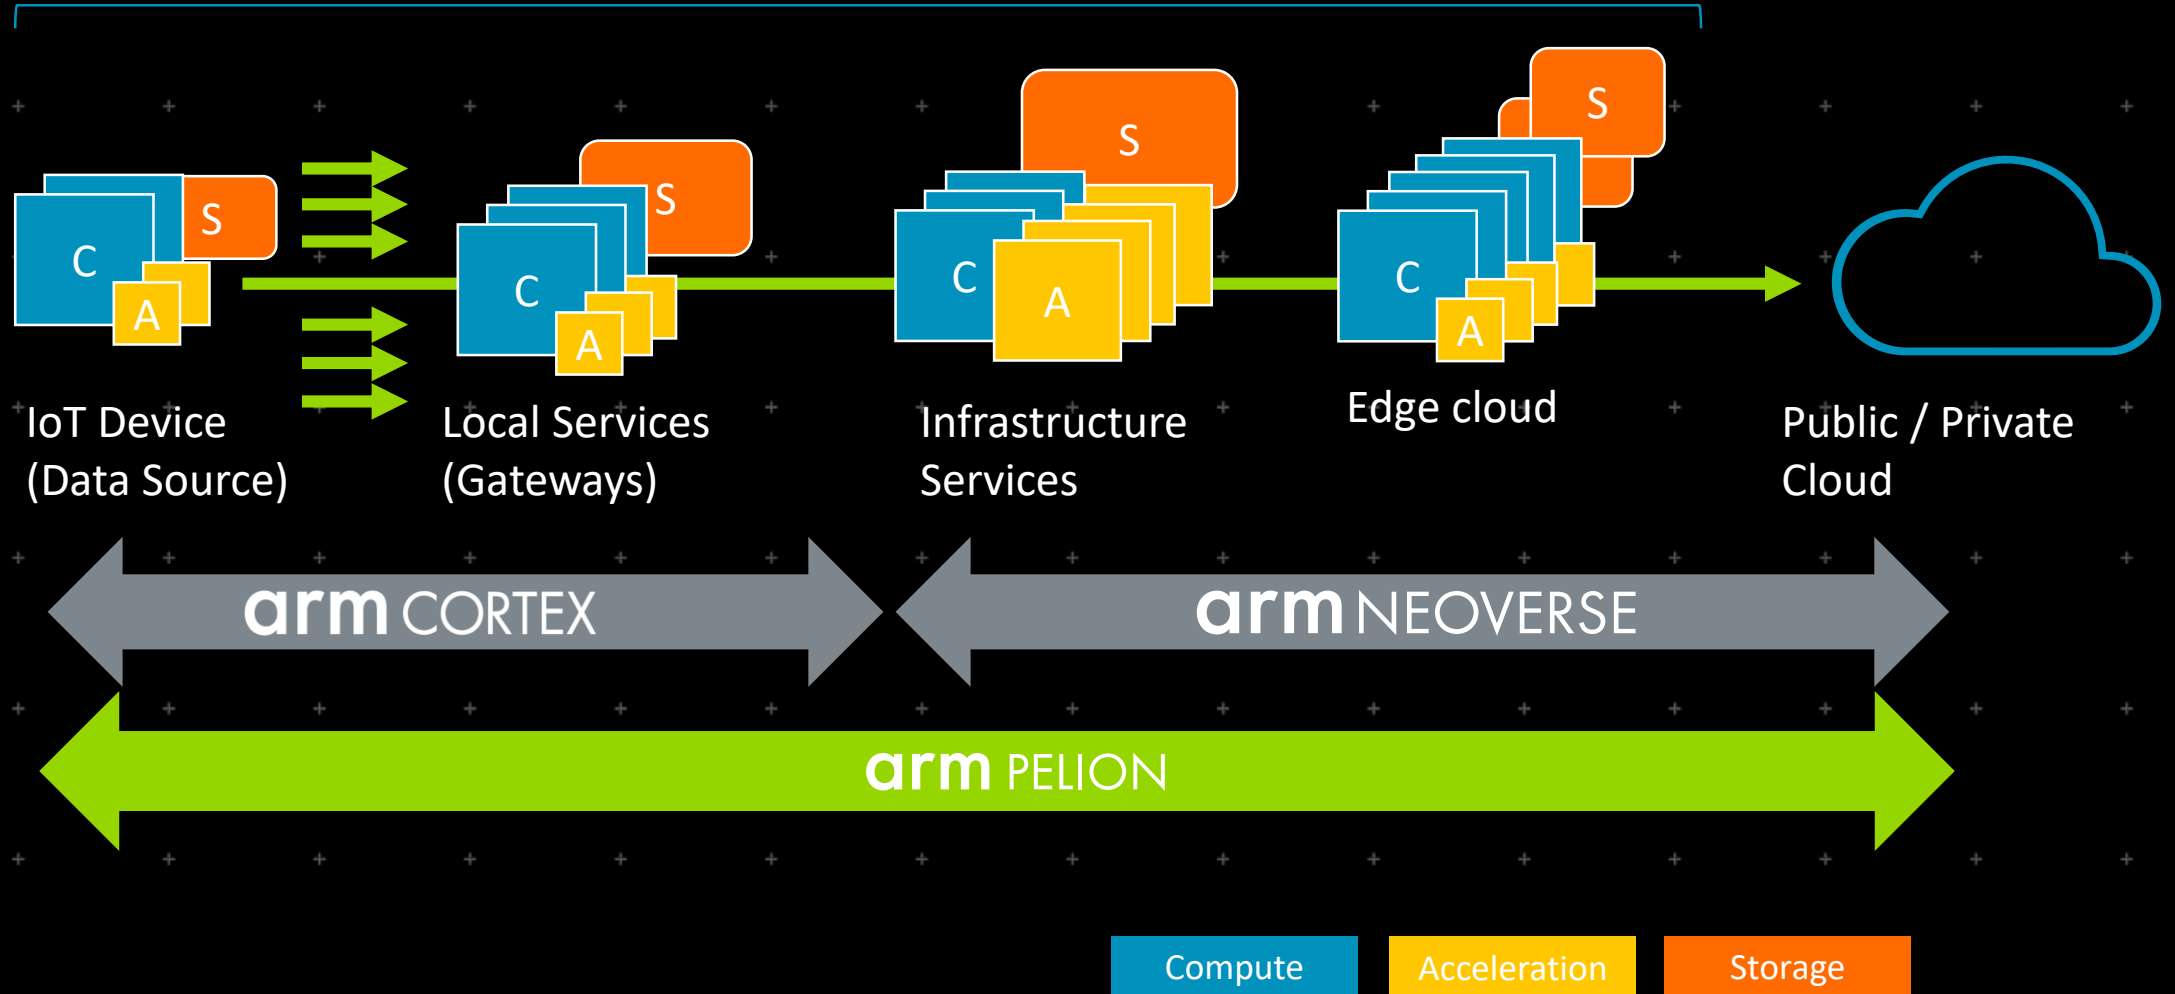 S
S
S
S
C
A
C
A
C
A
C
A
IoT Device
(Data Source)
Local Services
(Gateways)
Infrastructure
Services
Edge cloud
Public / Private
Cloud
arm CORTEX
arm NEOVERSE
arm PELION
Compute
Acceleration
Storage